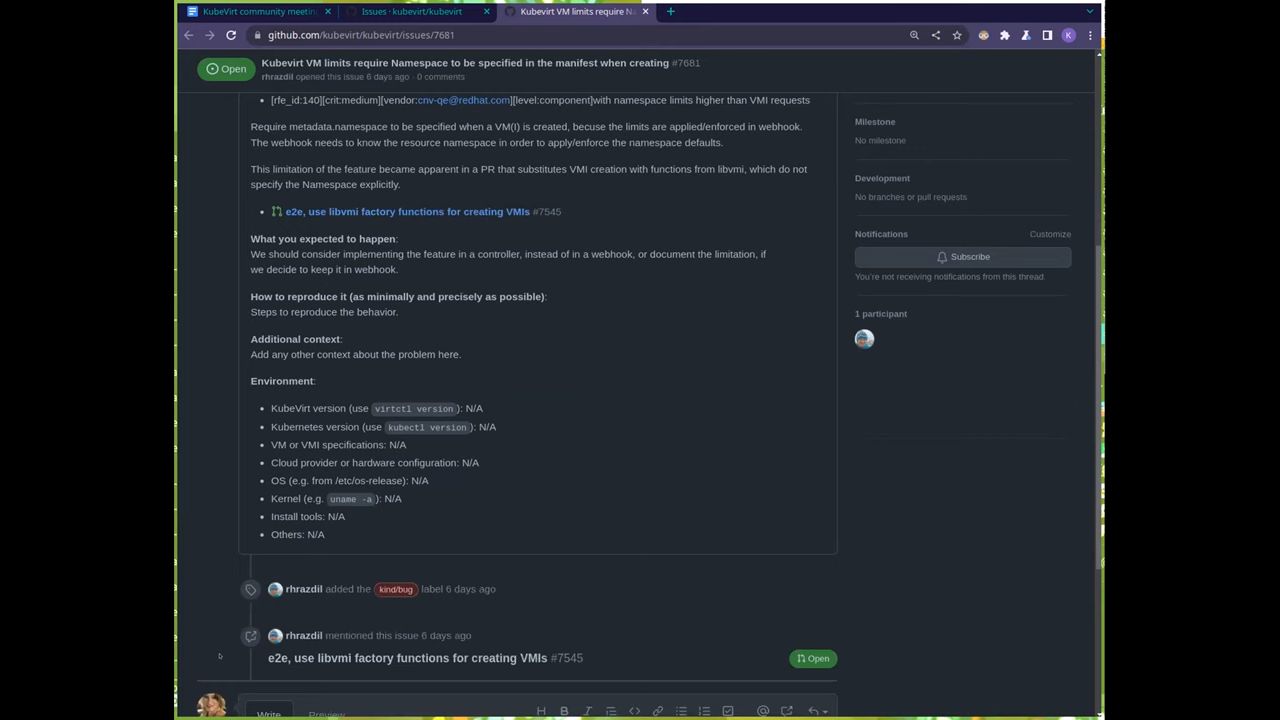 KubeVirt community meetin
Issues · kubevirt/kubevirt
Kubevirt VM limits require Na
github.com/kubevirt/kubevirt/issues/7681
K
Open
Kubevirt VM limits require Namespace to be specified in the manifest when creating #7681
rhrazdil opened this issue 6 days ago · 0 comments
[rfe_id:140][crit:medium][vendor:cnv-qe@redhat.com][level:component]with namespace limits higher than VMI requests
Require metadata.namespace to be specified when a VM(I) is created, becuse the limits are applied/enforced in webhook.
The webhook needs to know the resource namespace in order to apply/enforce the namespace defaults.
This limitation of the feature became apparent in a PR that substitutes VMI creation with functions from libvmi, which do not
specify the Namespace explicitly.
e2e, use libvmi factory functions for creating VMIs #7545
What you expected to happen:
We should consider implementing the feature in a controller, instead of in a webhook, or document the limitation, if
we decide to keep it in webhook.
How to reproduce it (as minimally and precisely as possible):
Steps to reproduce the behavior.
Additional context:
Add any other context about the problem here.
Environment:
KubeVirt version (use virtctl version): N/A
Kubernetes version (use kubectl version): N/A
VM or VMI specifications: N/A
Cloud provider or hardware configuration: N/A
OS (e.g. from /etc/os-release): N/A
Kernel (e.g. uname -a): N/A
Install tools: N/A
Others: N/A
rhrazdil added the kind/bug label 6 days ago
rhrazdil mentioned this issue 6 days ago
e2e, use libvmi factory functions for creating VMIs #7545
Open
Write
Preview
Milestone
No milestone
Development
No branches or pull requests
Notifications
Customize
Subscribe
You're not receiving notifications from this thread.
1 participant